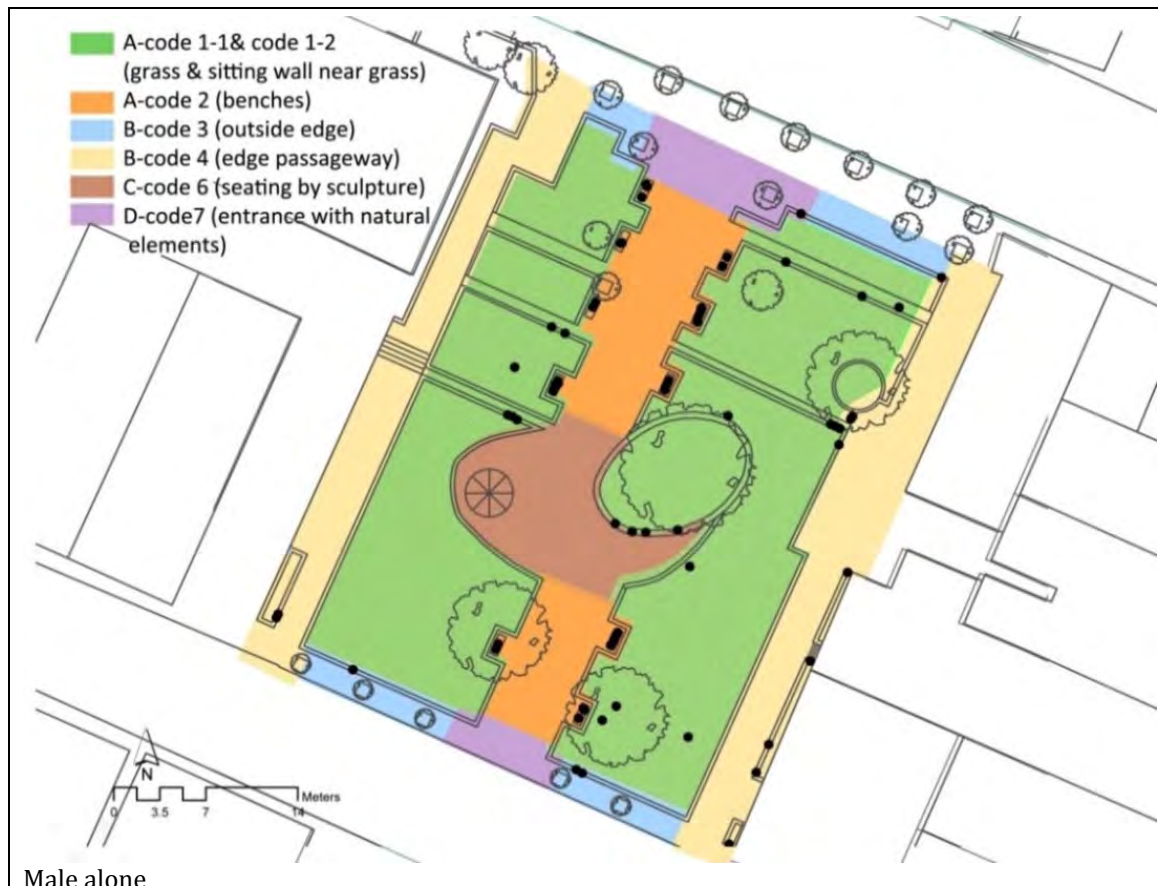 A-code 1-1& code 1-2
(grass & sitting wall near grass)
A-code 2 (benches)
B-code 3 (outside edge)
B-code 4 (edge passageway)
C-code 6 (seating by sculpture)
D-code7 (entrance with natural
elements)
N
Meters
0 3.5 7 14
Male alone